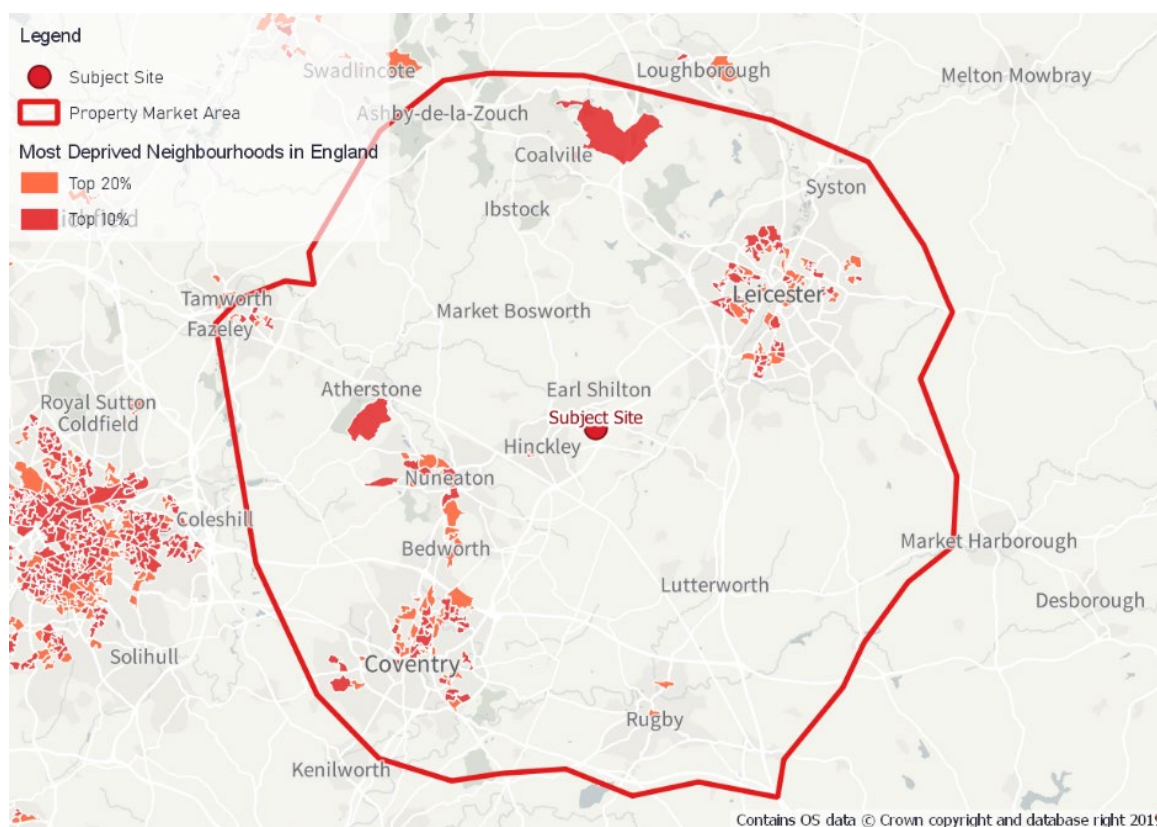 Legend
Subject Site
Property Market Area
Most Deprived Neighbourhoods in England
Top 20%
Top 10%
Swadlincote
Loughborough
Melton Mowbray
Ashby-de-la-Zouch
Coalville
Syston
Ibstock
Tamworth
Leicester
Market Bosworth
Fazeley
Atherstone
Earl Shilton
Royal Sutton
Coldfield
Subject Site
Hinckley
Nuneaton
Coleshill
Market Harborough
Bedworth
Lutterworth
Desborough
Solihull
Coventry
Rugby
Kenilworth
Contains OS data © Crown copyright and database right 2019